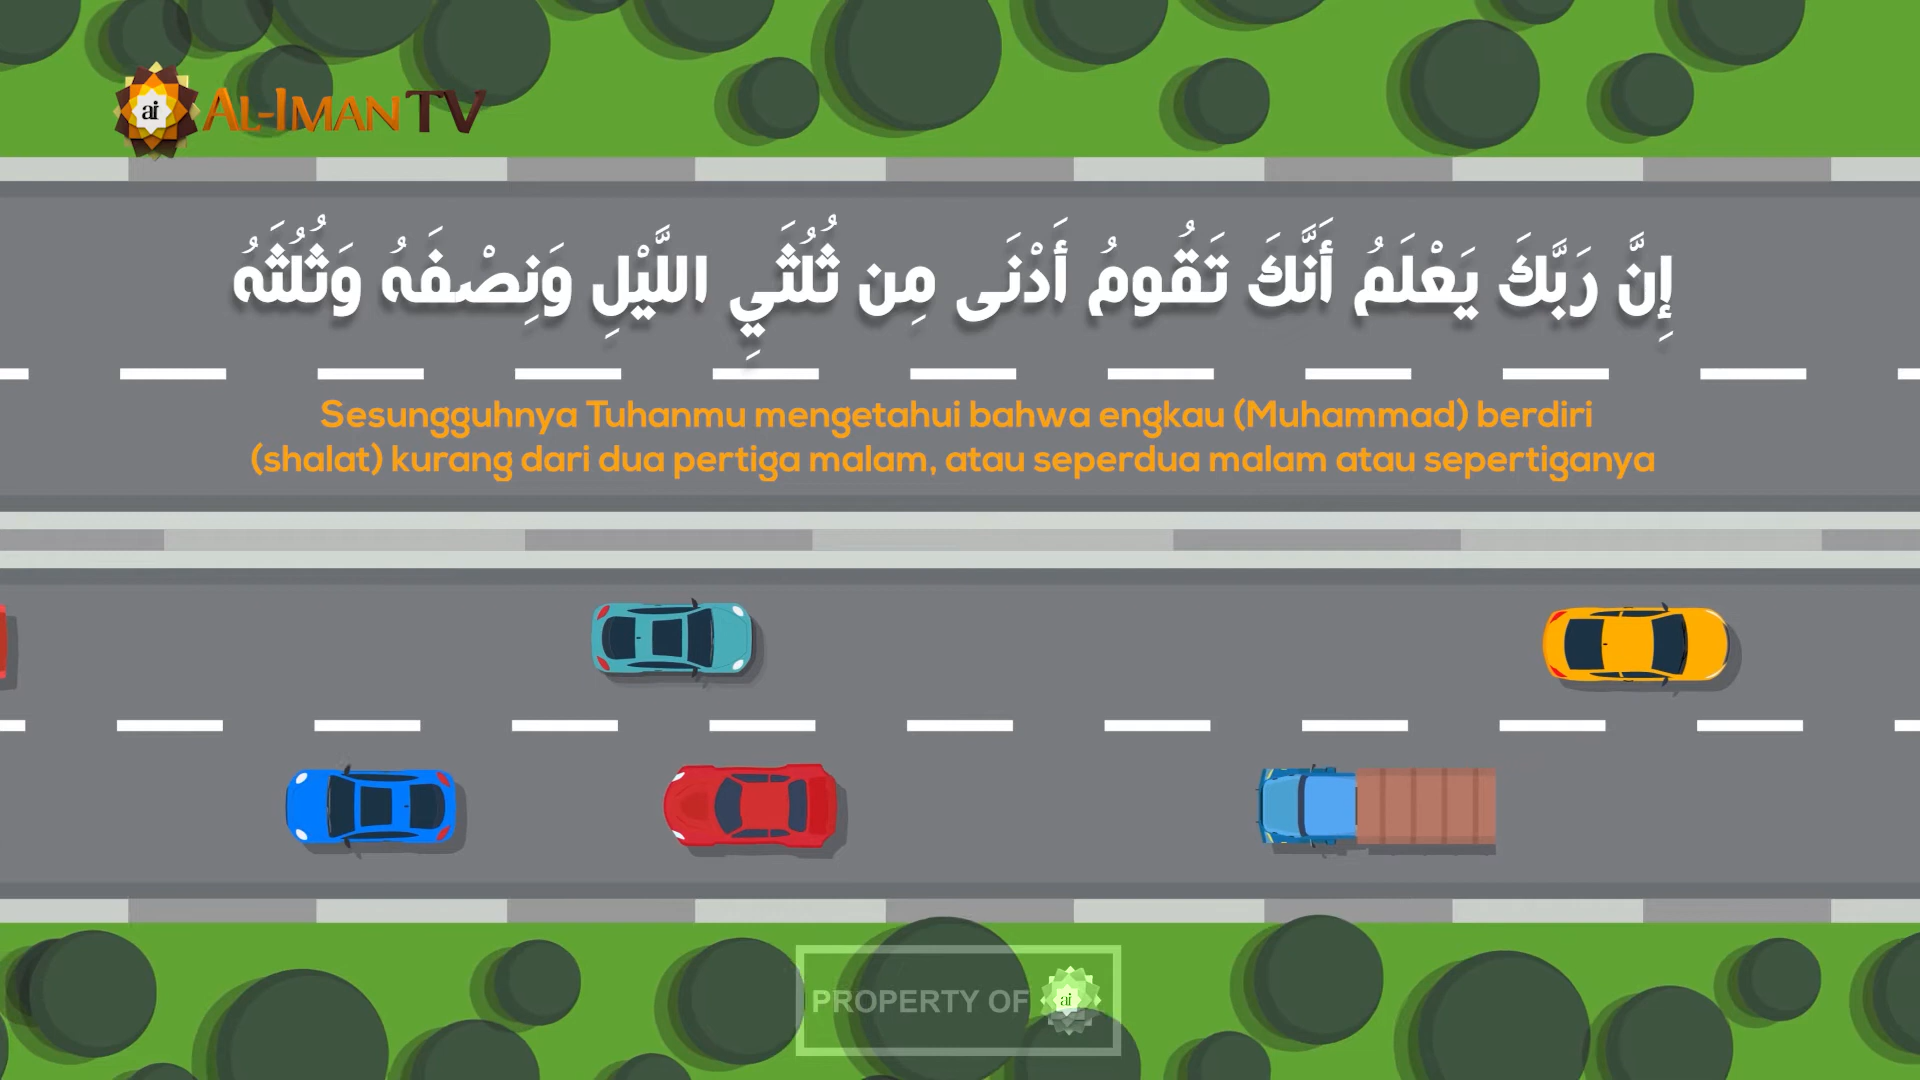 AL-IMAN TV
إِنَّ رَبَّكَ يَعْلَمُ أَنَّكَ تَقُومُ أَدْنَى مِن ثُلُثَيِ اللَّيْلِ وَنِصْفَهُ وَثُلُثَهُ
Sesungguhnya Tuhanmu mengetahui bahwa engkau (Muhammad) berdiri
(shalat) kurang dari dua pertiga malam, atau seperdua malam atau sepertiganya
PROPERTY OF ai